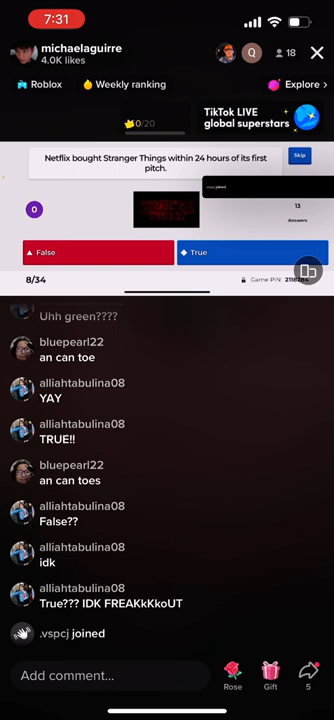 7:31
michaelaguirre
4.0K likes
Q
18
Roblox
Weekly ranking
Explore >
0/20
TikTok LIVE
global superstars
Netflix bought Stranger Things within 24 hours of its first
pitch.
Skip
joined
0
13
Answers
False
True
8/34
Game PIN:
Uhh green????
bluepearl22
an can toe
alliahtabulina08
YAY
alliahtabulina08
TRUE!!
bluepearl22
an can toes
alliahtabulina08
False??
alliahtabulina08
idk
alliahtabulina08
True??? IDK FREAKkKkoUT
.vspcj joined
Add comment...
Rose
Gift
5